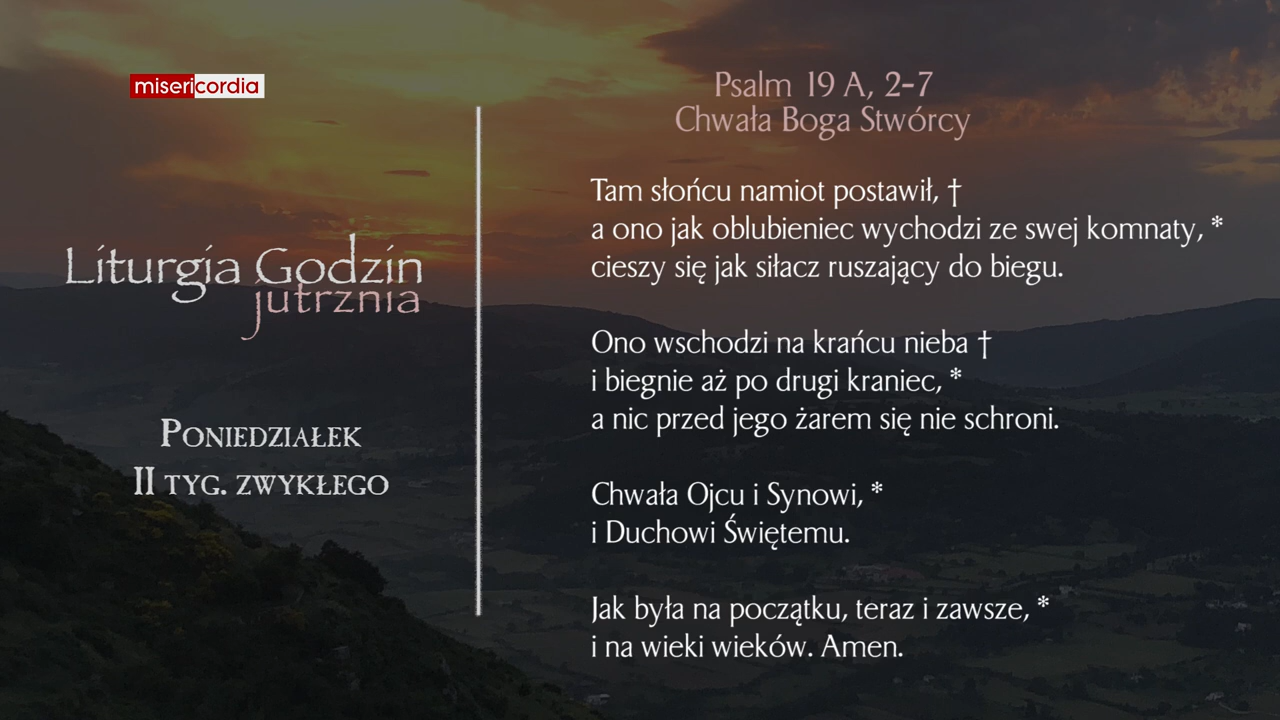 misericordia
Liturgia Godzin
jutrznia
Poniedziałek
II tyg. zwykłego
Psalm 19 A, 2-7
Chwała Boga Stwórcy
Tam słońcu namiot postawił, †
a ono jak oblubieniec wychodzi ze swej komnaty, *
cieszy się jak siłacz ruszający do biegu.
Ono wschodzi na krańcu nieba †
i biegnie aż po drugi kraniec, *
a nic przed jego żarem się nie schroni.
Chwała Ojcu i Synowi, *
i Duchowi Świętemu.
Jak była na początku, teraz i zawsze, *
i na wieki wieków. Amen.